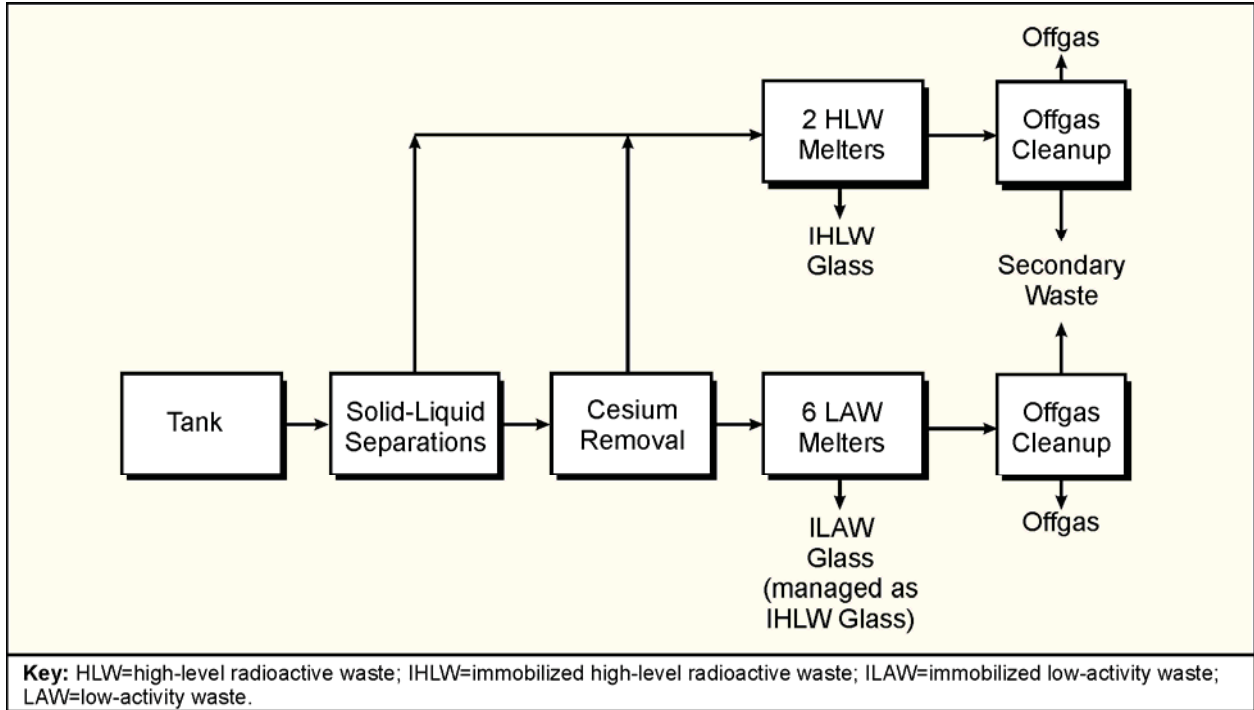 Offgas
2 HLW
Melters
Offgas
Cleanup
IHLW
Glass
Secondary
Waste
Tank
Solid-Liquid
Separations
Cesium
Removal
6 LAW
Melters
Offgas
Cleanup
ILAW
Glass
(managed as
IHLW Glass)
Offgas
Key: HLW=high-level radioactive waste; IHLW=immobilized high-level radioactive waste; ILAW=immobilized low-activity waste;
LAW=low-activity waste.